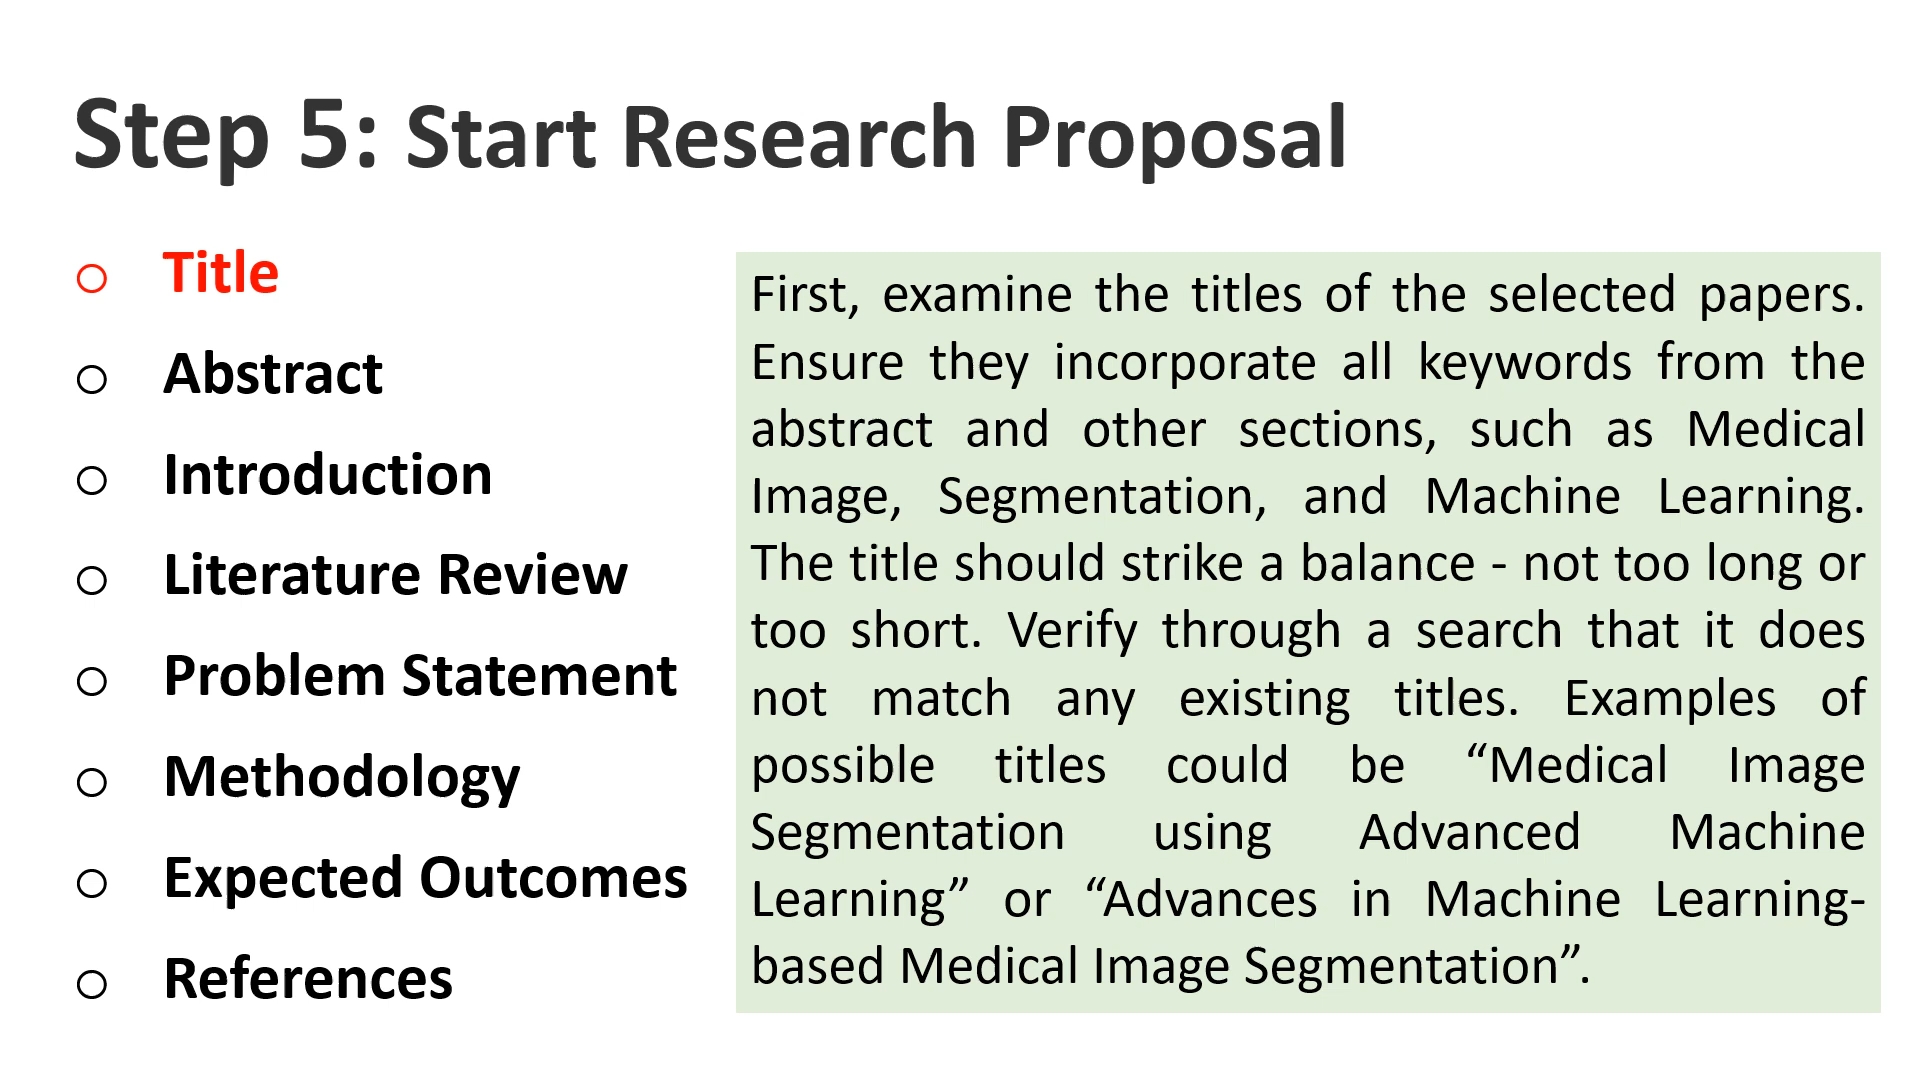 Step 5: Start Research Proposal
Title
Abstract
Introduction
Literature Review
Problem Statement
Methodology
Expected Outcomes
References
First, examine the titles of the selected papers.
Ensure they incorporate all keywords from the
abstract and other sections, such as Medical
Image, Segmentation, and Machine Learning.
The title should strike a balance - not too long or
too short. Verify through a search that it does
not match any existing titles. Examples of
possible titles could be “Medical Image
Segmentation using Advanced Machine
Learning” or “Advances in Machine Learning-
based Medical Image Segmentation”.